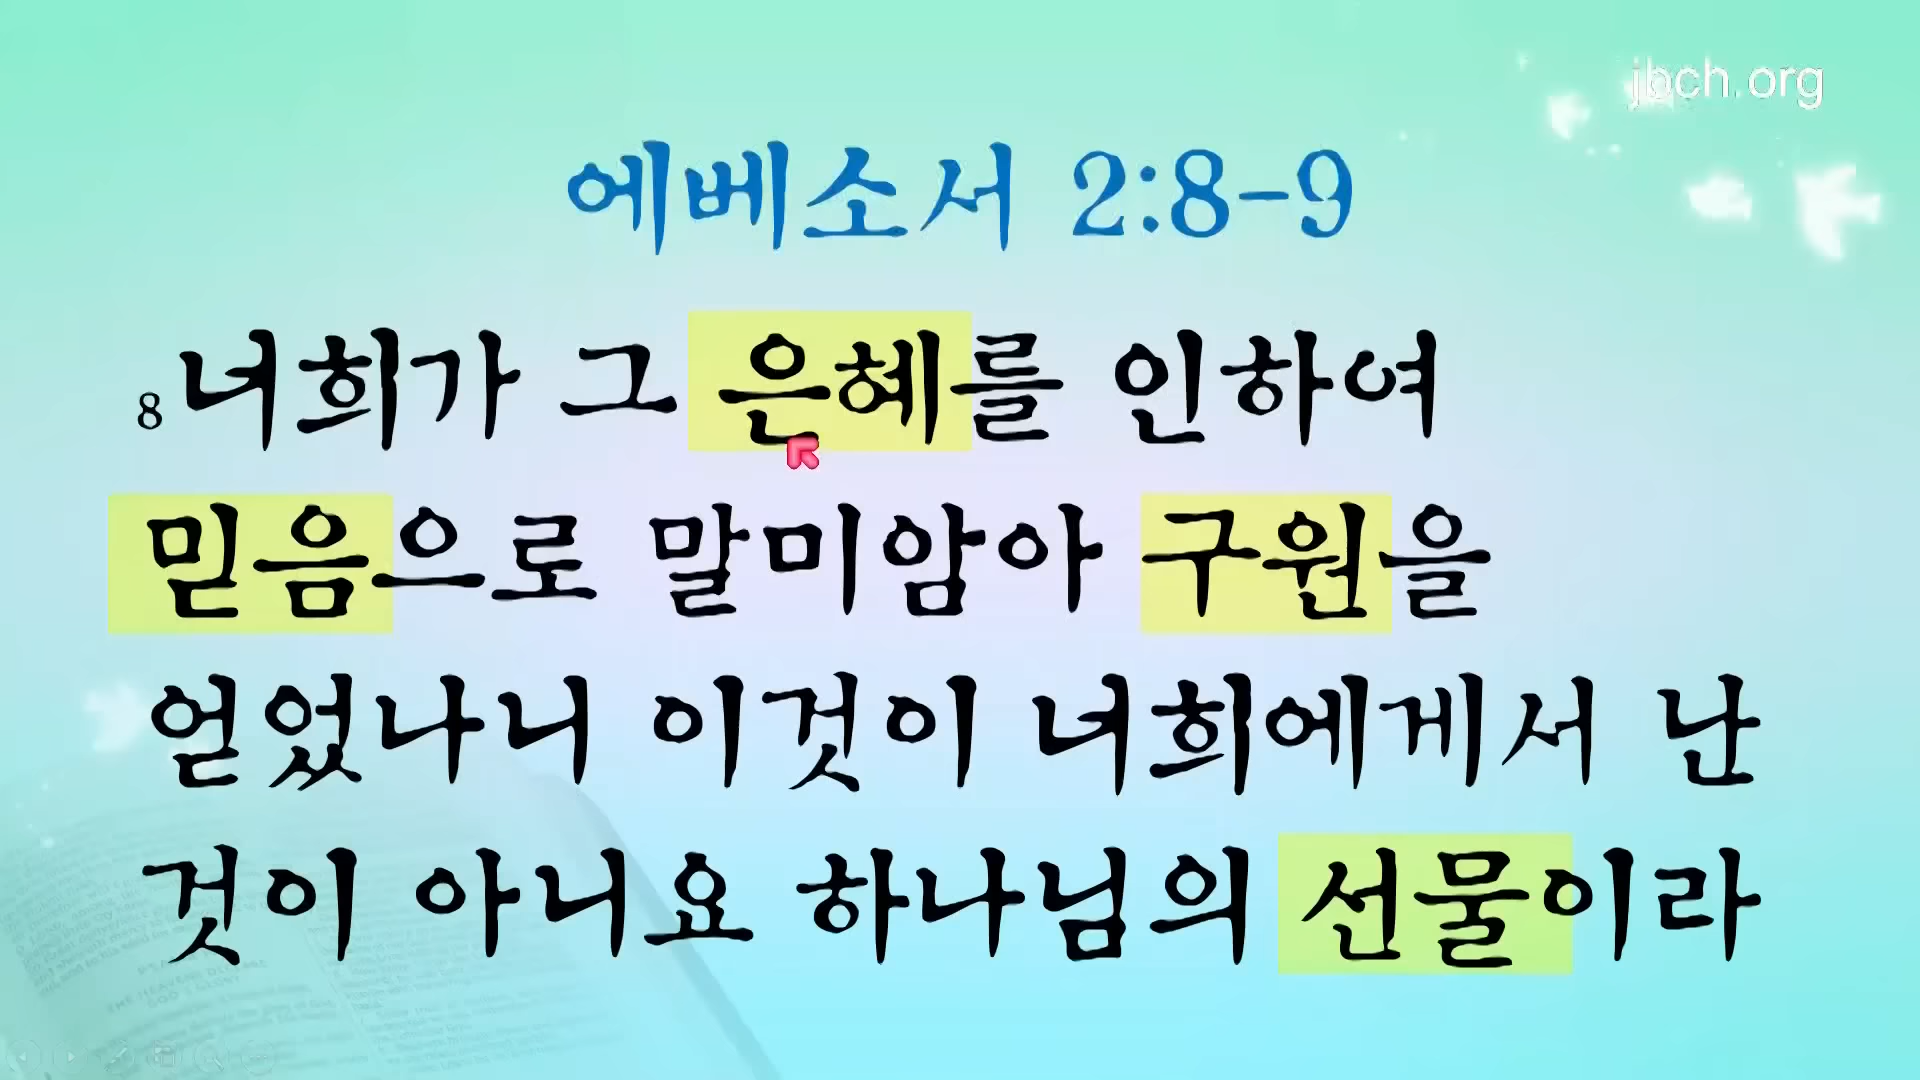 jbch.org
에베소서 2:8-9
8 너희가 그 은혜를 인하여
믿음으로 말미암아 구원을
얻었나니 이것이 너희에게서 난
것이 아니요 하나님의 선물이라